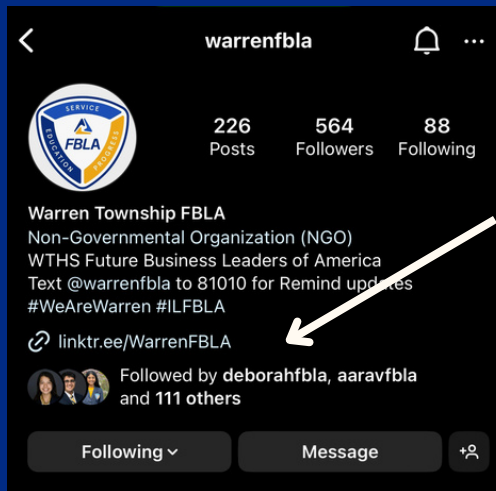 warrenfbla
SERVICE
EDUCATION
PROGRESS
FBLA
226 564 88
Posts Followers Following
Warren Township FBLA
Non-Governmental Organization (NGO)
WTHS Future Business Leaders of America
Text @warrenfbla to 81010 for Remind updates
#WeAreWarren #ILFBLA
linktr.ee/WarrenFBLA
Followed by deborahfbla, aaravfbla
and 111 others
Following Message